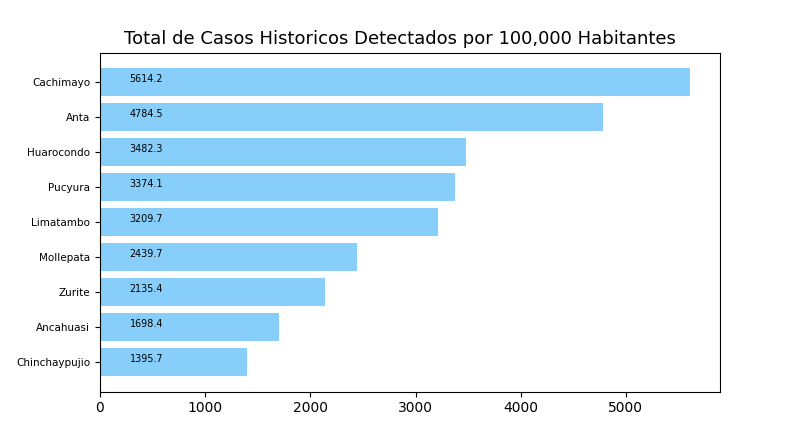 Total de Casos Historicos Detectados por 100,000 Habitantes
Cachimayo 5614.2
Anta 4784.5
Huarocondo 3482.3
Pucyura 3374.1
Limatambo 3209.7
Mollepata 2439.7
Zurite 2135.4
Ancahuasi 1698.4
Chinchaypujio 1395.7
0 1000 2000 3000 4000 5000